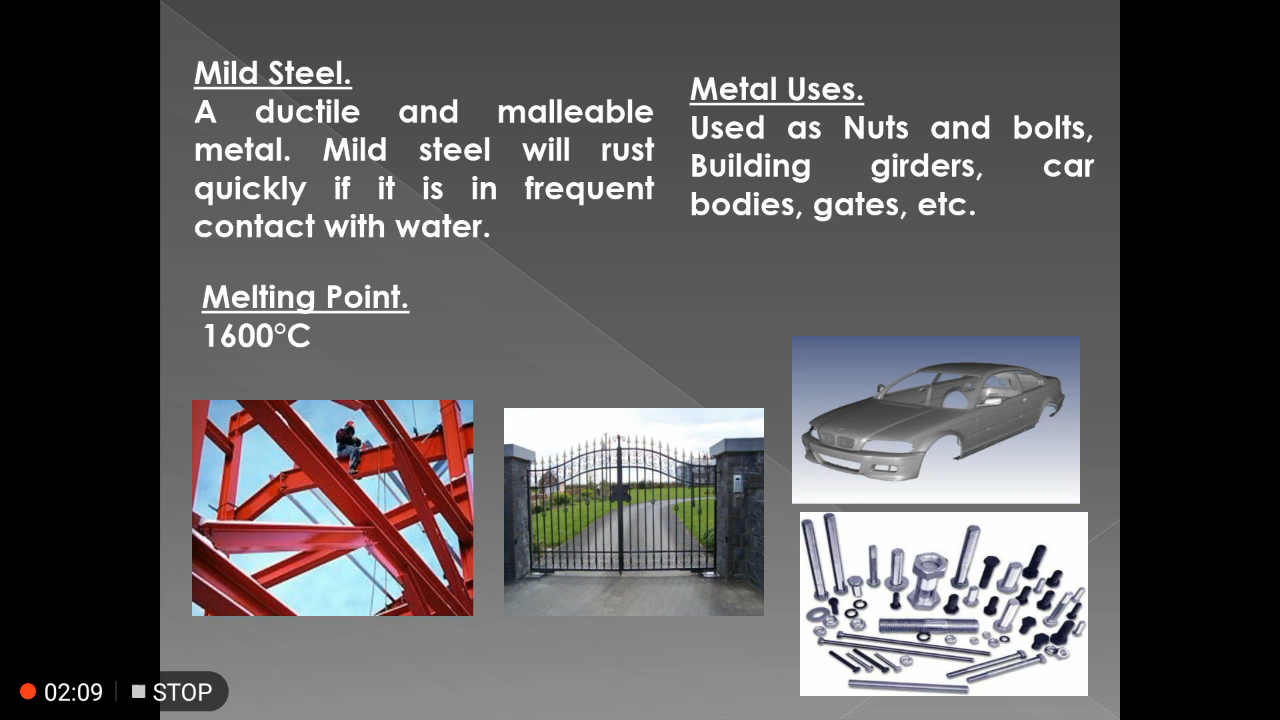 Mild Steel.
A ductile and malleable
metal. Mild steel will rust
quickly if it is in frequent
contact with water.
Melting Point.
1600°C
Metal Uses.
Used as Nuts and bolts,
Building girders, car
bodies, gates, etc.
02:09 STOP